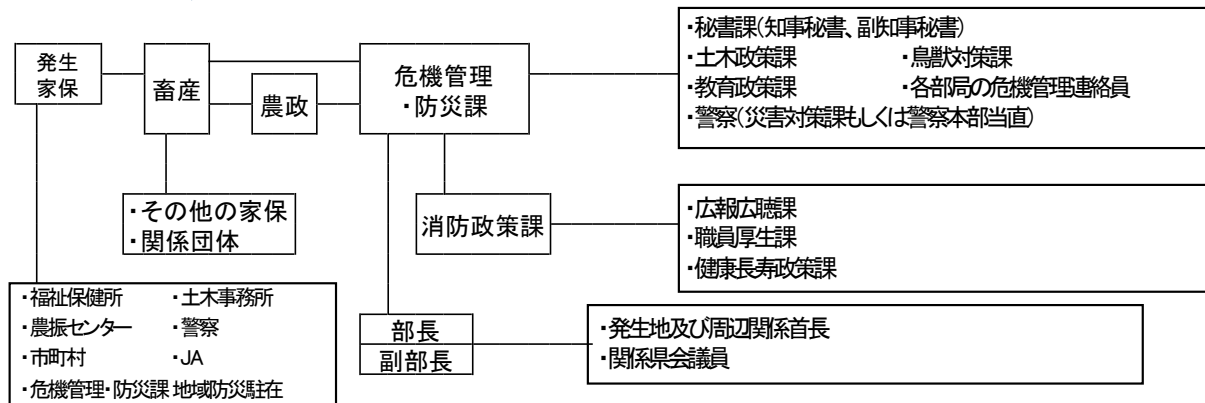 発生
家保
畜産
農政
危機管理
・防災課
・秘書課(知事秘書、副知事秘書)
・土木政策課 ・鳥獣対策課
・教育政策課 ・各部局の危機管理連絡員
・警察(災害対策課もしくは警察本部当直)
・その他の家保
・関係団体
消防政策課
・広報広聴課
・職員厚生課
・健康長寿政策課
・福祉保健所 ・土木事務所
・農振センター ・警察
・市町村 ・JA
・危機管理・防災課 地域防災駐在
部長
副部長
・発生地及び周辺関係首長
・関係県会議員